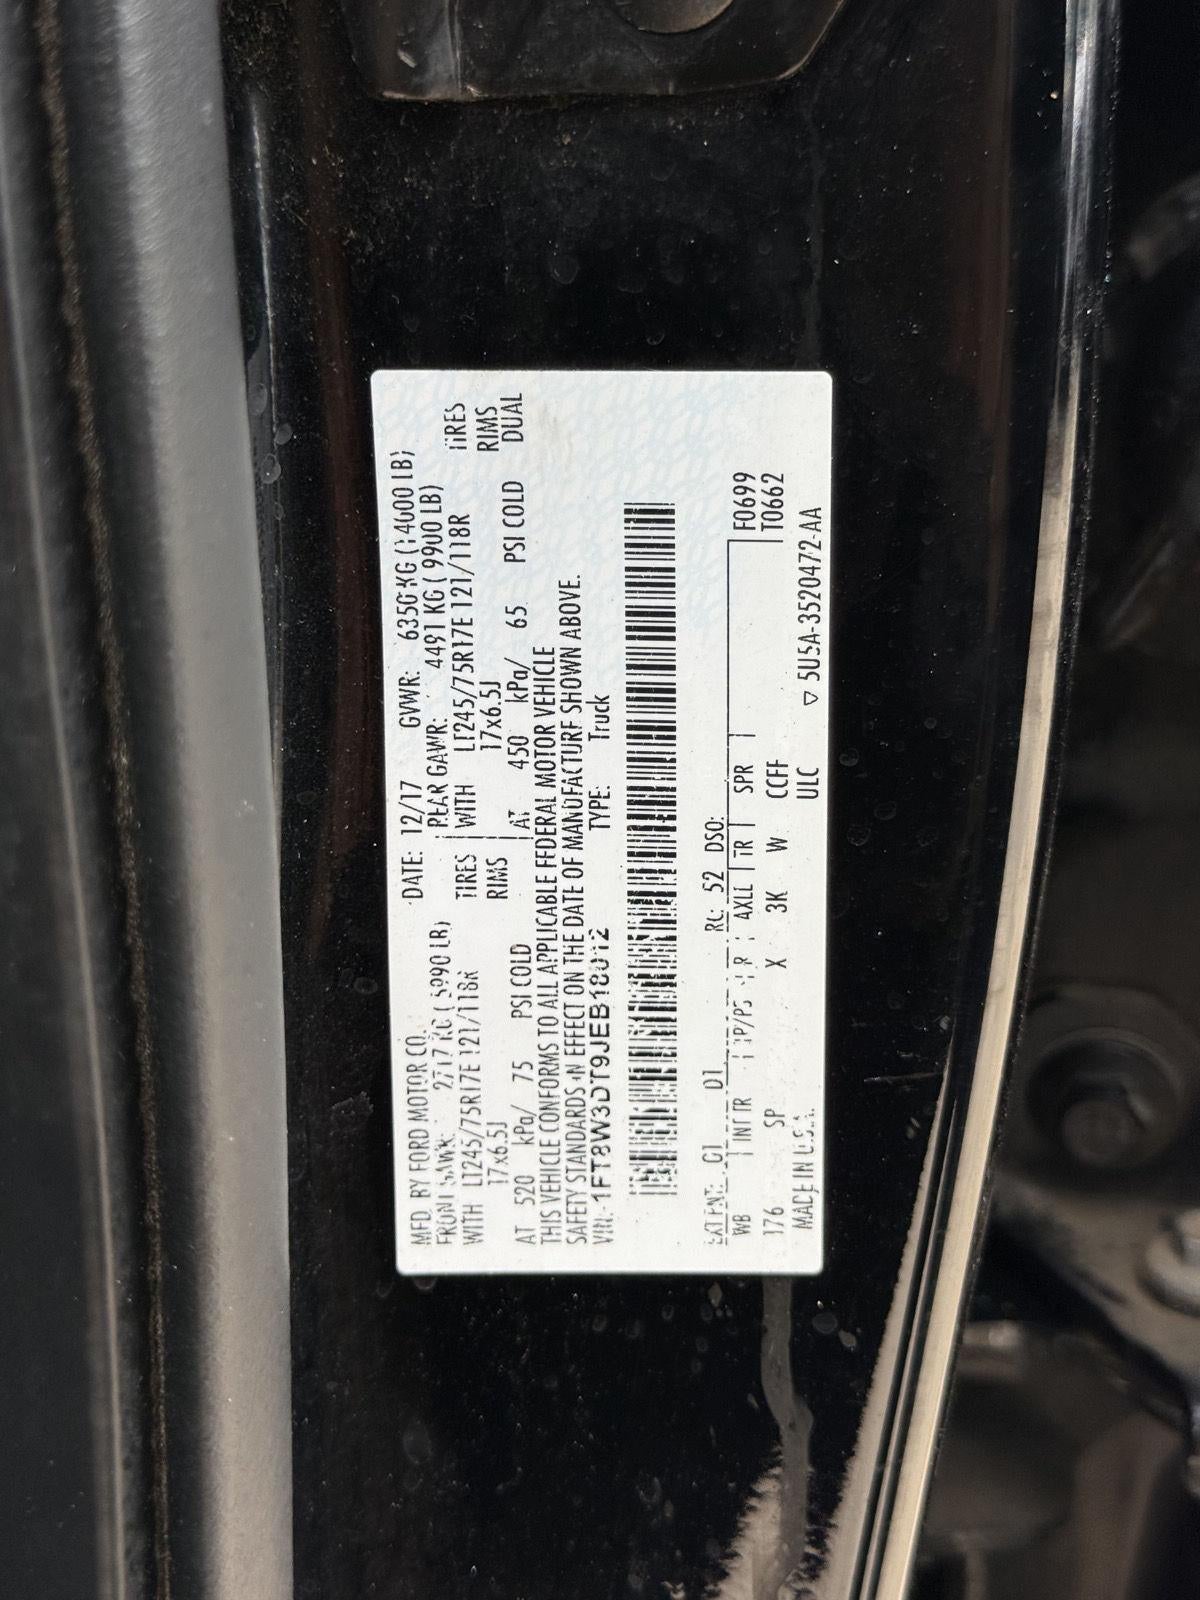 MFD. BY FORD MOTOR CO. DATE: 12/17 GVWR: 6350 KG (14000 LB)
FRONT GAWR: 2717 KG ( 5990 LB) REAR GAWR: 4491 KG ( 9900 LB)
WITH LT245/75R17E 121/118R TIRES WITH LT245/75R17E 121/118R TIRES
17x6.5J RIMS 17x6.5J RIMS
AT 520 kPa/ 75 PSI COLD AT 450 kPa/ 65 PSI COLD DUAL
THIS VEHICLE CONFORMS TO ALL APPLICABLE FEDERAL MOTOR VEHICLE
SAFETY STANDARDS IN EFFECT ON THE DATE OF MANUFACTURE SHOWN ABOVE.
VIN: 1FT8W3DT9JEB18012 TYPE: Truck
EXT PNT: G1 D1 RC: 52 DSO: F0699
WB INT TR TP/PS R AXLE TR SPR T0662
176 SP X 3K W CCFF
MADE IN U.S.A. ULC ▽ 5U5A-3520472-AA